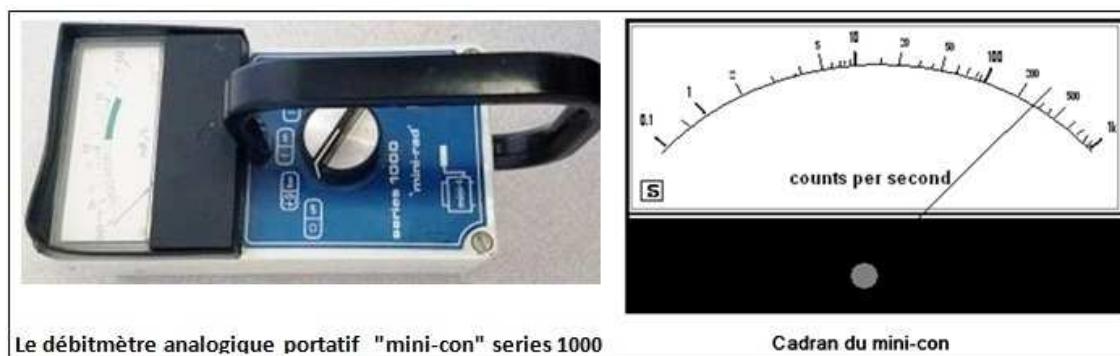 series 1000
'mini-rad'
0.1
1
5
10
20
50
100
200
500
1k
counts per second
S
Le débitmètre analogique portatif "mini-con" series 1000
Cadran du mini-con